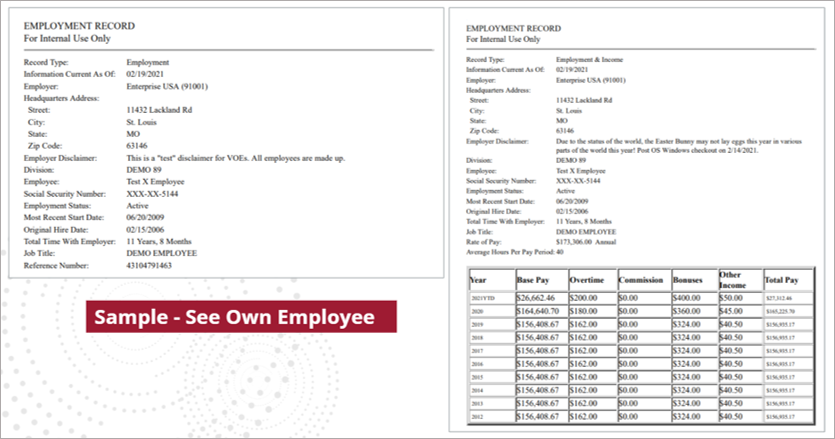 EMPLOYMENT RECORD
For Internal Use Only
Record Type: Employment
Information Current As Of: 02/19/2021
Employer: Enterprise USA (91001)
Headquarters Address:
Street: 11432 Lackland Rd
City: St. Louis
State: MO
Zip Code: 63146
Employer Disclaimer: This is a "test" disclaimer for VOEs. All employees are made up.
Division: DEMO 89
Employee: Test X Employee
Social Security Number: XXX-XX-5144
Employment Status: Active
Most Recent Start Date: 06/20/2009
Original Hire Date: 02/15/2006
Total Time With Employer: 11 Years, 8 Months
Job Title: DEMO EMPLOYEE
Reference Number: 43104791463
Sample - See Own Employee
EMPLOYMENT RECORD
For Internal Use Only
Record Type: Employment & Income
Information Current As Of: 02/19/2021
Employer: Enterprise USA (91001)
Headquarters Address:
Street: 11432 Lackland Rd
City: St. Louis
State: MO
Zip Code: 63146
Employer Disclaimer: Due to the status of the world, the Easter Bunny may not lay eggs this year in various
parts of the world this year! Post OS Windows checkout on 2/14/2021.
Division: DEMO 89
Employee: Test X Employee
Social Security Number: XXX-XX-5144
Employment Status: Active
Most Recent Start Date: 06/20/2009
Original Hire Date: 02/15/2006
Total Time With Employer: 11 Years, 8 Months
Job Title: DEMO EMPLOYEE
Rate of Pay: $173,306.00 Annual
Average Hours Per Pay Period: 40
Year Base Pay Overtime Commission Bonuses Other Income Total Pay
2021YTD $26,662.46 $200.00 $0.00 $400.00 $50.00 $27,312.46
2020 $164,640.70 $180.00 $0.00 $360.00 $45.00 $165,225.70
2019 $156,408.67 $162.00 $0.00 $324.00 $40.50 $156,935.17
2018 $156,408.67 $162.00 $0.00 $324.00 $40.50 $156,935.17
2017 $156,408.67 $162.00 $0.00 $324.00 $40.50 $156,935.17
2016 $156,408.67 $162.00 $0.00 $324.00 $40.50 $156,935.17
2015 $156,408.67 $162.00 $0.00 $324.00 $40.50 $156,935.17
2014 $156,408.67 $162.00 $0.00 $324.00 $40.50 $156,935.17
2013 $156,408.67 $162.00 $0.00 $324.00 $40.50 $156,935.17
2012 $156,408.67 $162.00 $0.00 $324.00 $40.50 $156,935.17